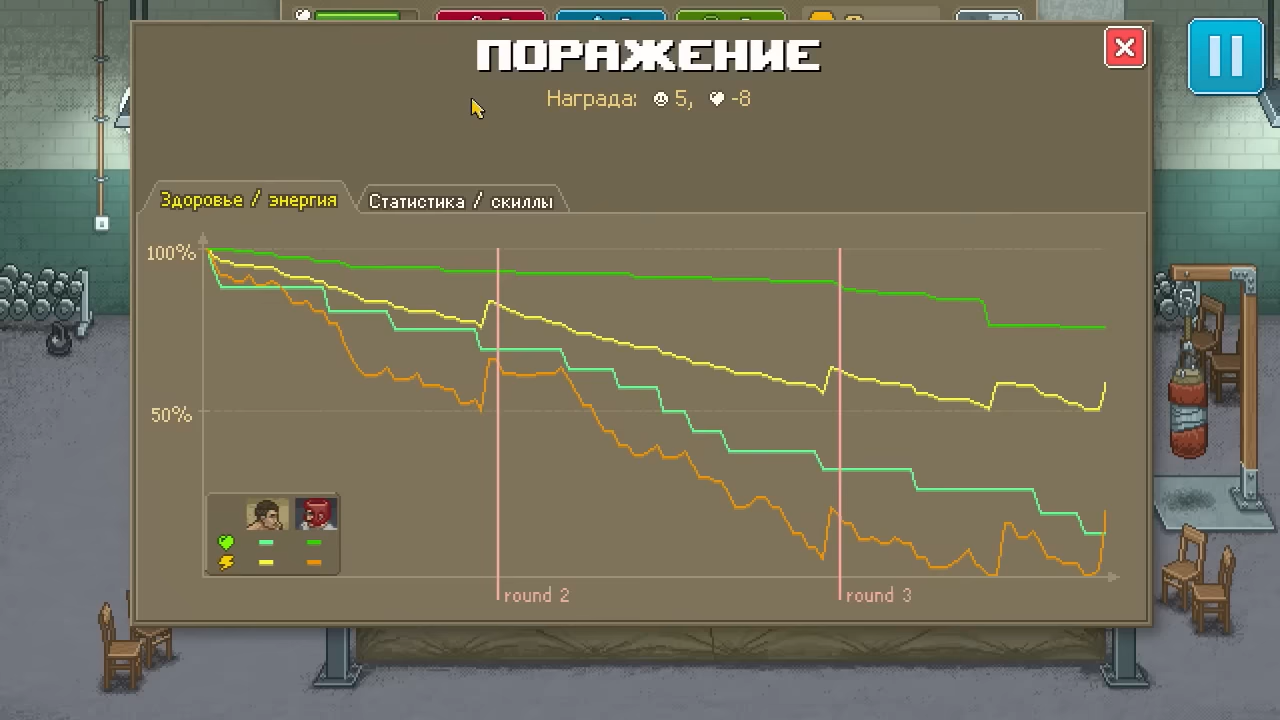 ПОРАЖЕНИЕ
Награда: 5, -8
Здоровье / энергия
Статистика / скиллы
100%
50%
round 2
round 3